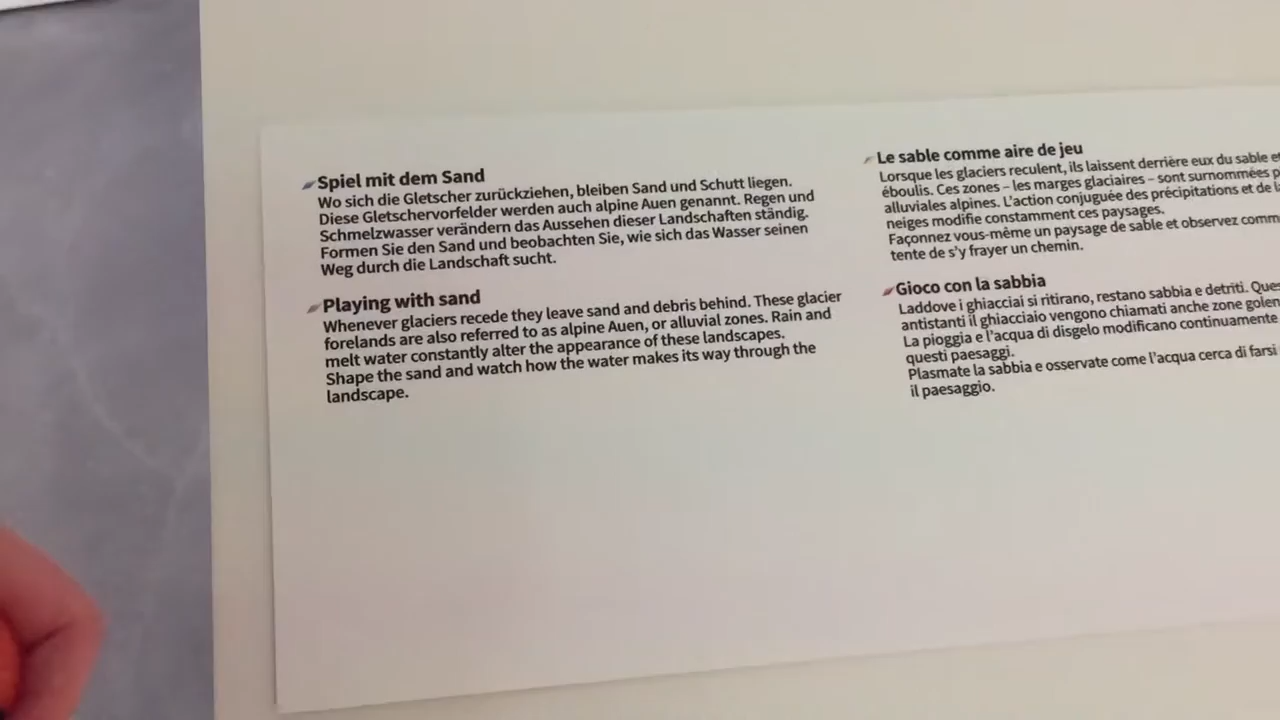 Spiel mit dem Sand
Wo sich die Gletscher zurückziehen, bleiben Sand und Schutt liegen.
Diese Gletschervorfelder werden auch alpine Auen genannt. Regen und
Schmelzwasser verändern das Aussehen dieser Landschaften ständig.
Formen Sie den Sand und beobachten Sie, wie sich das Wasser seinen
Weg durch die Landschaft sucht.
Playing with sand
Whenever glaciers recede they leave sand and debris behind. These glacier
forelands are also referred to as alpine Auen, or alluvial zones. Rain and
melt water constantly alter the appearance of these landscapes.
Shape the sand and watch how the water makes its way through the
landscape.
Le sable comme aire de jeu
Lorsque les glaciers reculent, ils laissent derrière eux du sable
éboulis. Ces zones – les marges glaciaires – sont surnommées
alluviales alpines. L'action conjuguée des précipitations et de
neiges modifie constamment ces paysages.
Façonnez vous-même un paysage de sable et observez
tente de s'y frayer un chemin.
Gioco con la sabbia
Laddove i ghiacciai si ritirano, restano sabbia e detriti.
antistanti il ghiacciaio vengono chiamati anche zone
La pioggia e l'acqua di disgelo modificano continuamente
questi paesaggi.
Plasmate la sabbia e osservate come l'acqua cerca di farsi
il paesaggio.